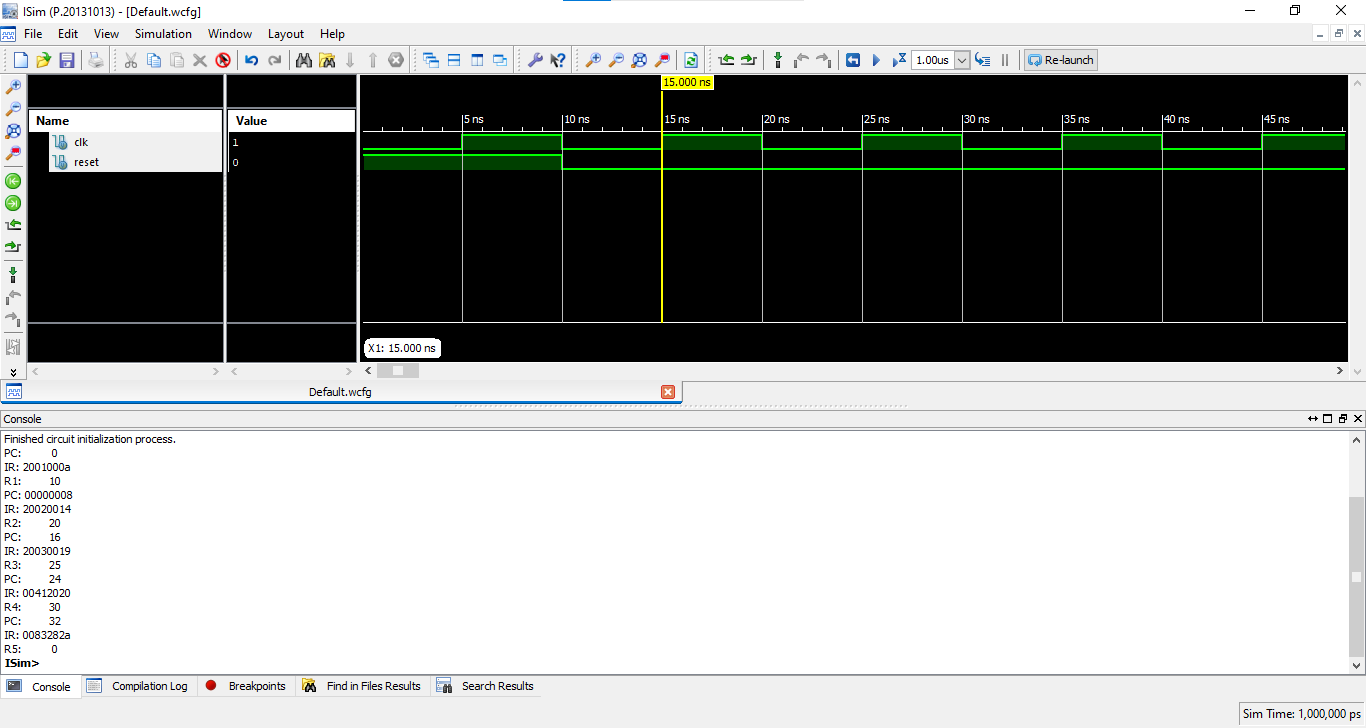 ISim (P.20131013) - [Default.wcfg]
File Edit View Simulation Window Layout Help
1.00us Re-launch
15.000 ns
Name Value
5 ns 10 ns 15 ns 20 ns 25 ns 30 ns 35 ns 40 ns 45 ns
clk 1
reset 0
X1: 15.000 ns
Default.wcfg
Console
Finished circuit initialization process.
PC: 0
IR: 2001000a
R1: 10
PC: 00000008
IR: 20020014
R2: 20
PC: 16
IR: 20030019
R3: 25
PC: 24
IR: 00412020
R4: 30
PC: 32
IR: 0083282a
R5: 0
ISim>
Console Compilation Log Breakpoints Find in Files Results Search Results
Sim Time: 1,000,000 ps